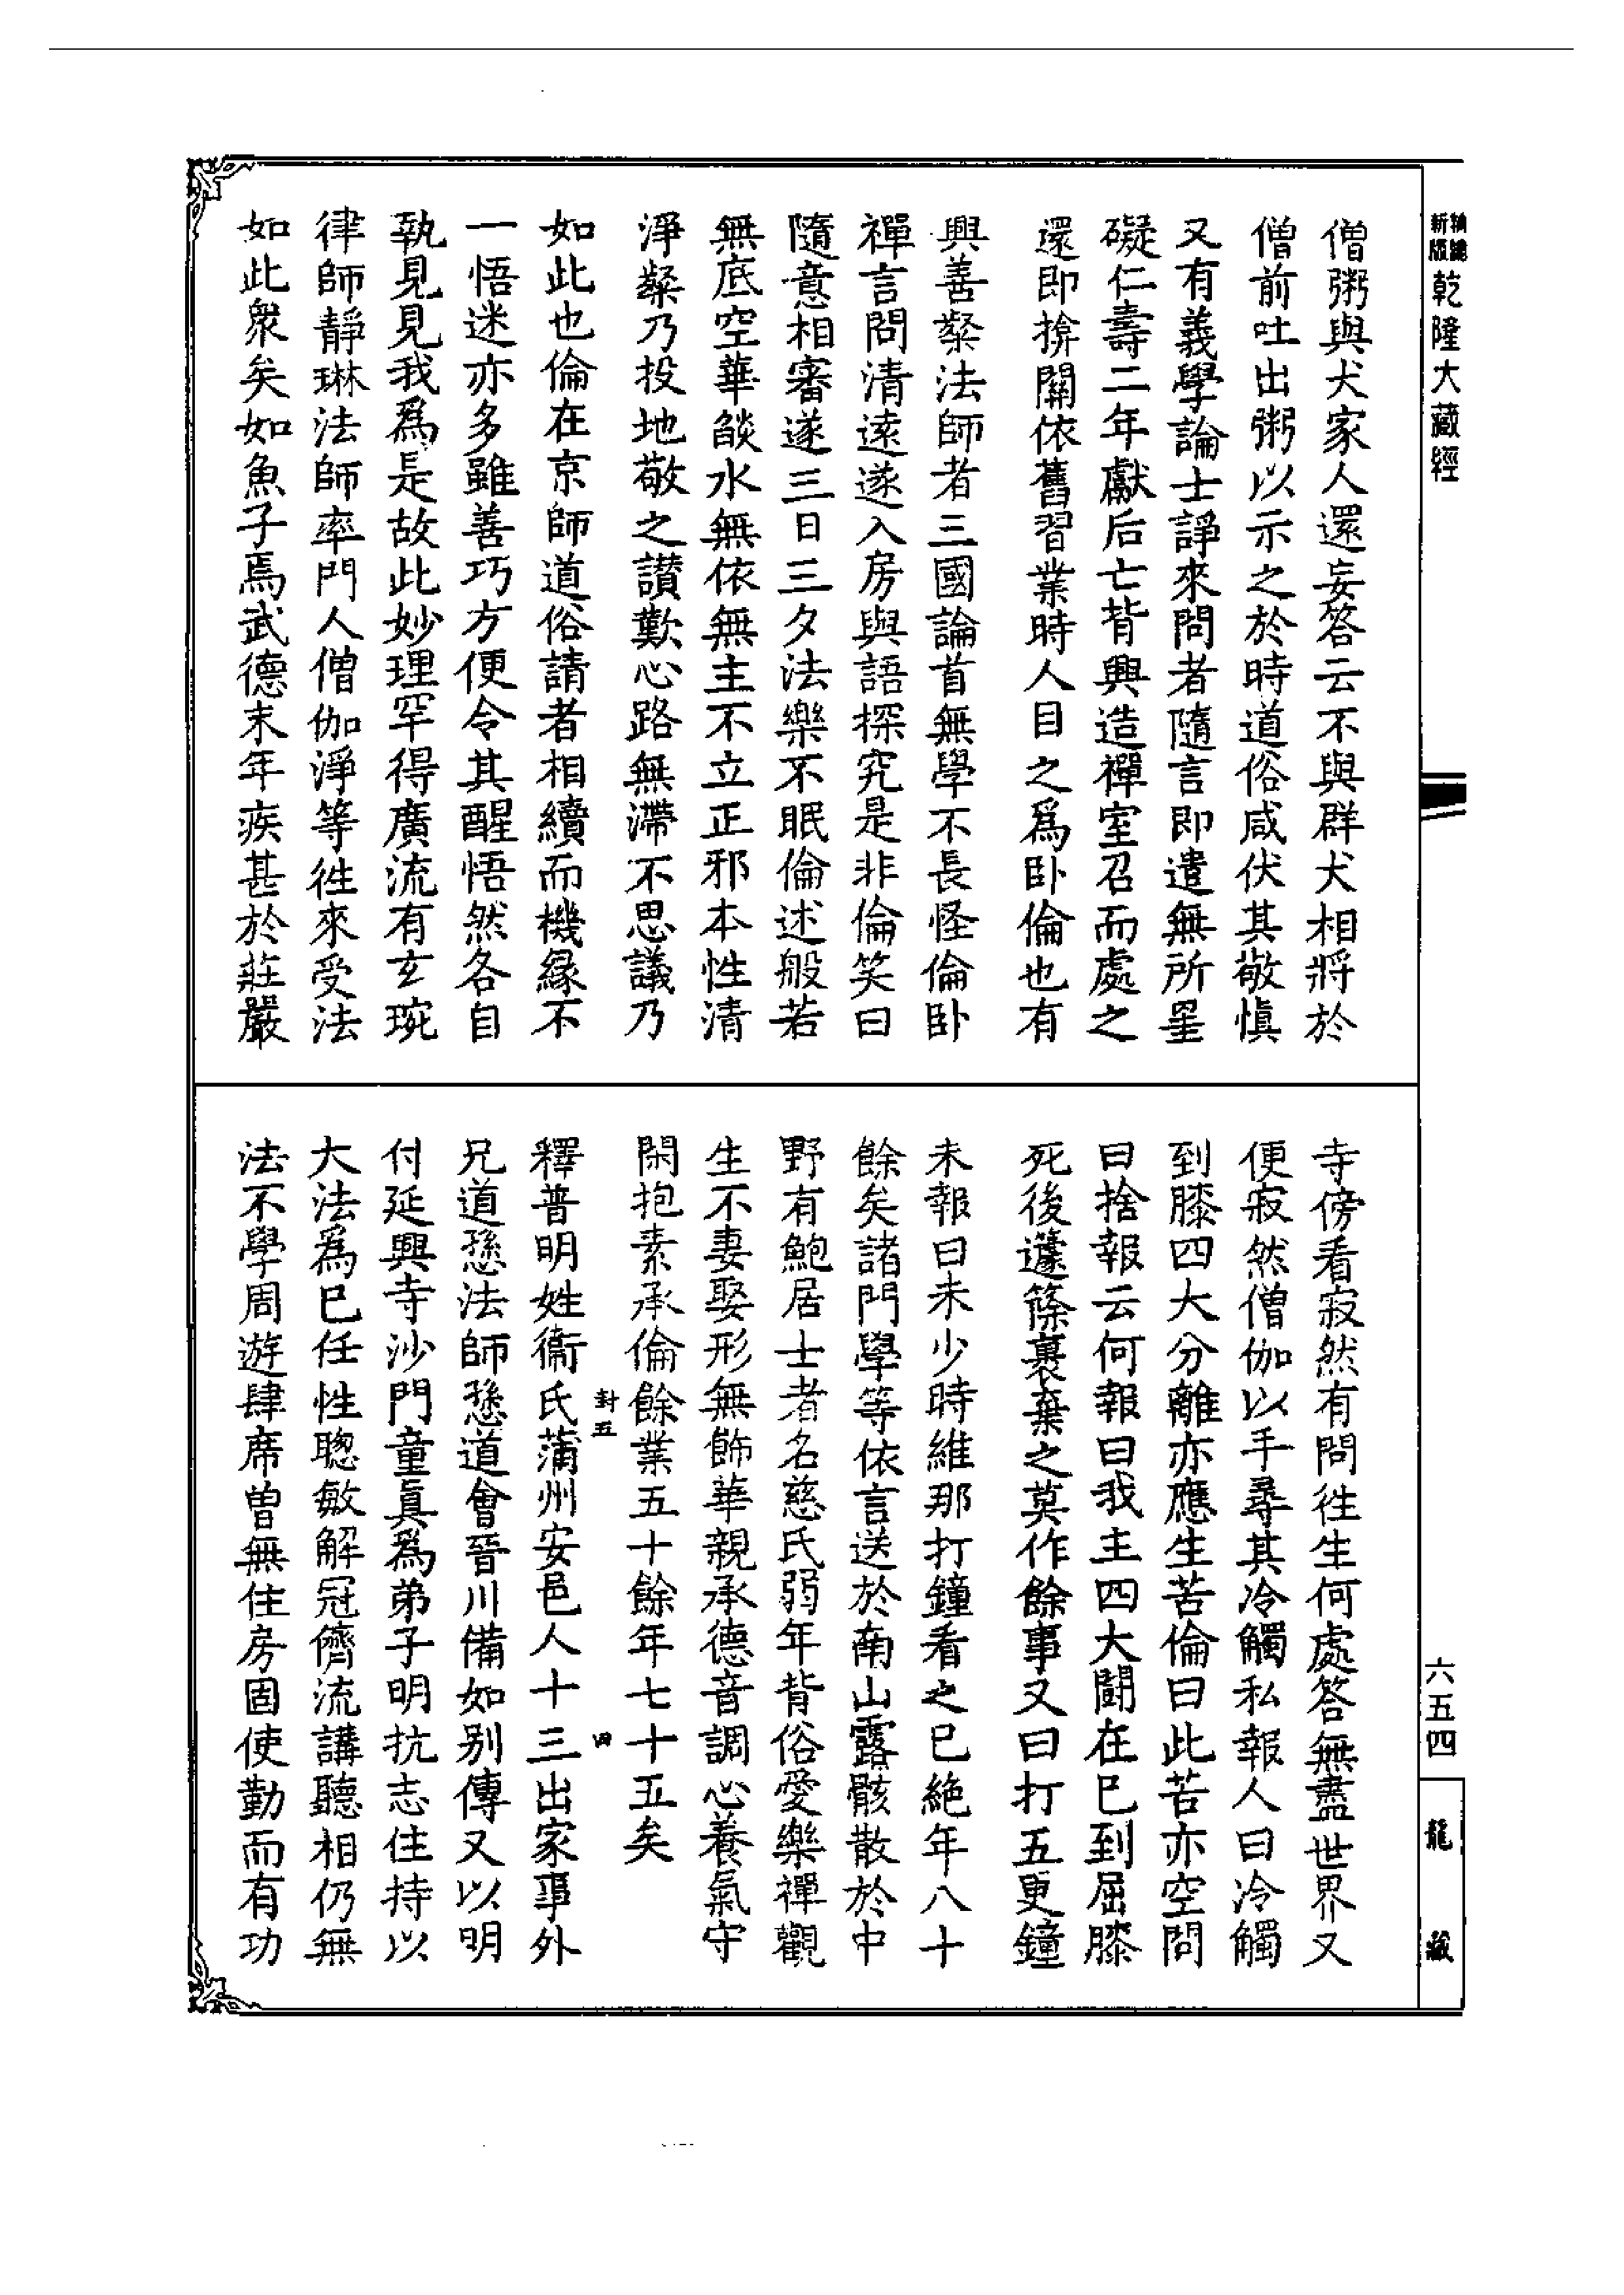 新版
乾隆大藏經
六五四
龍藏
僧粥與犬家人還妄答云不與群犬相將於
僧前吐出粥以示之於時道俗咸伏其敬慎
又有義學論士諍來問者隨言即遣無所罣
礙仁壽二年獻后亡背興造禪室召而處之
還即揜關依舊習業時人目之爲卧倫也有
興善粲法師者三國論首無學不長怪倫卧
禪言問清遠遂入房與語探究是非倫笑曰
隨意相審遂三日三夕法樂不眠倫述般若
無底空華燄水無依無主不立正邪本性清
淨粲乃投地敬之讃歎心路無滯不思議乃
如此也倫在京師道俗請者相續而機緣不
一悟迷亦多雖善巧方便令其醒悟然各自
執見見我爲是故此妙理罕得廣流有玄琬
律師靜琳法師率門人僧伽淨等徃來受法
如此衆矣如魚子焉武德末年疾甚於莊嚴
寺傍看寂然有問徃生何處答無盡世界又
便寂然僧伽以手尋其冷觸私報人曰冷觸
到膝四大分離亦應生苦倫曰此苦亦空問
曰捨報云何報曰我主四大鬪在已到屈膝
死後籧篨裹棄之莫作餘事又曰打五更鐘
未報曰未少時維那打鐘看之已絶年八十
餘矣諸門學等依言送於南山露骸散於中
野有鮑居士者名慈氏弱年背俗愛樂禪觀
生不妻娶形無飾華親承德音調心養氣守
閑抱素承倫餘業五十餘年七十五矣
封五
四
釋普明姓衞氏蒲州安邑人十三出家事外
兄道愻法師愻道會晉川備如别傳又以明
付延興寺沙門童真爲弟子明抗志住持以
大法爲已任性聰敏解冠儕流講聽相仍無
法不學周遊肆席曾無住房固使勤而有功